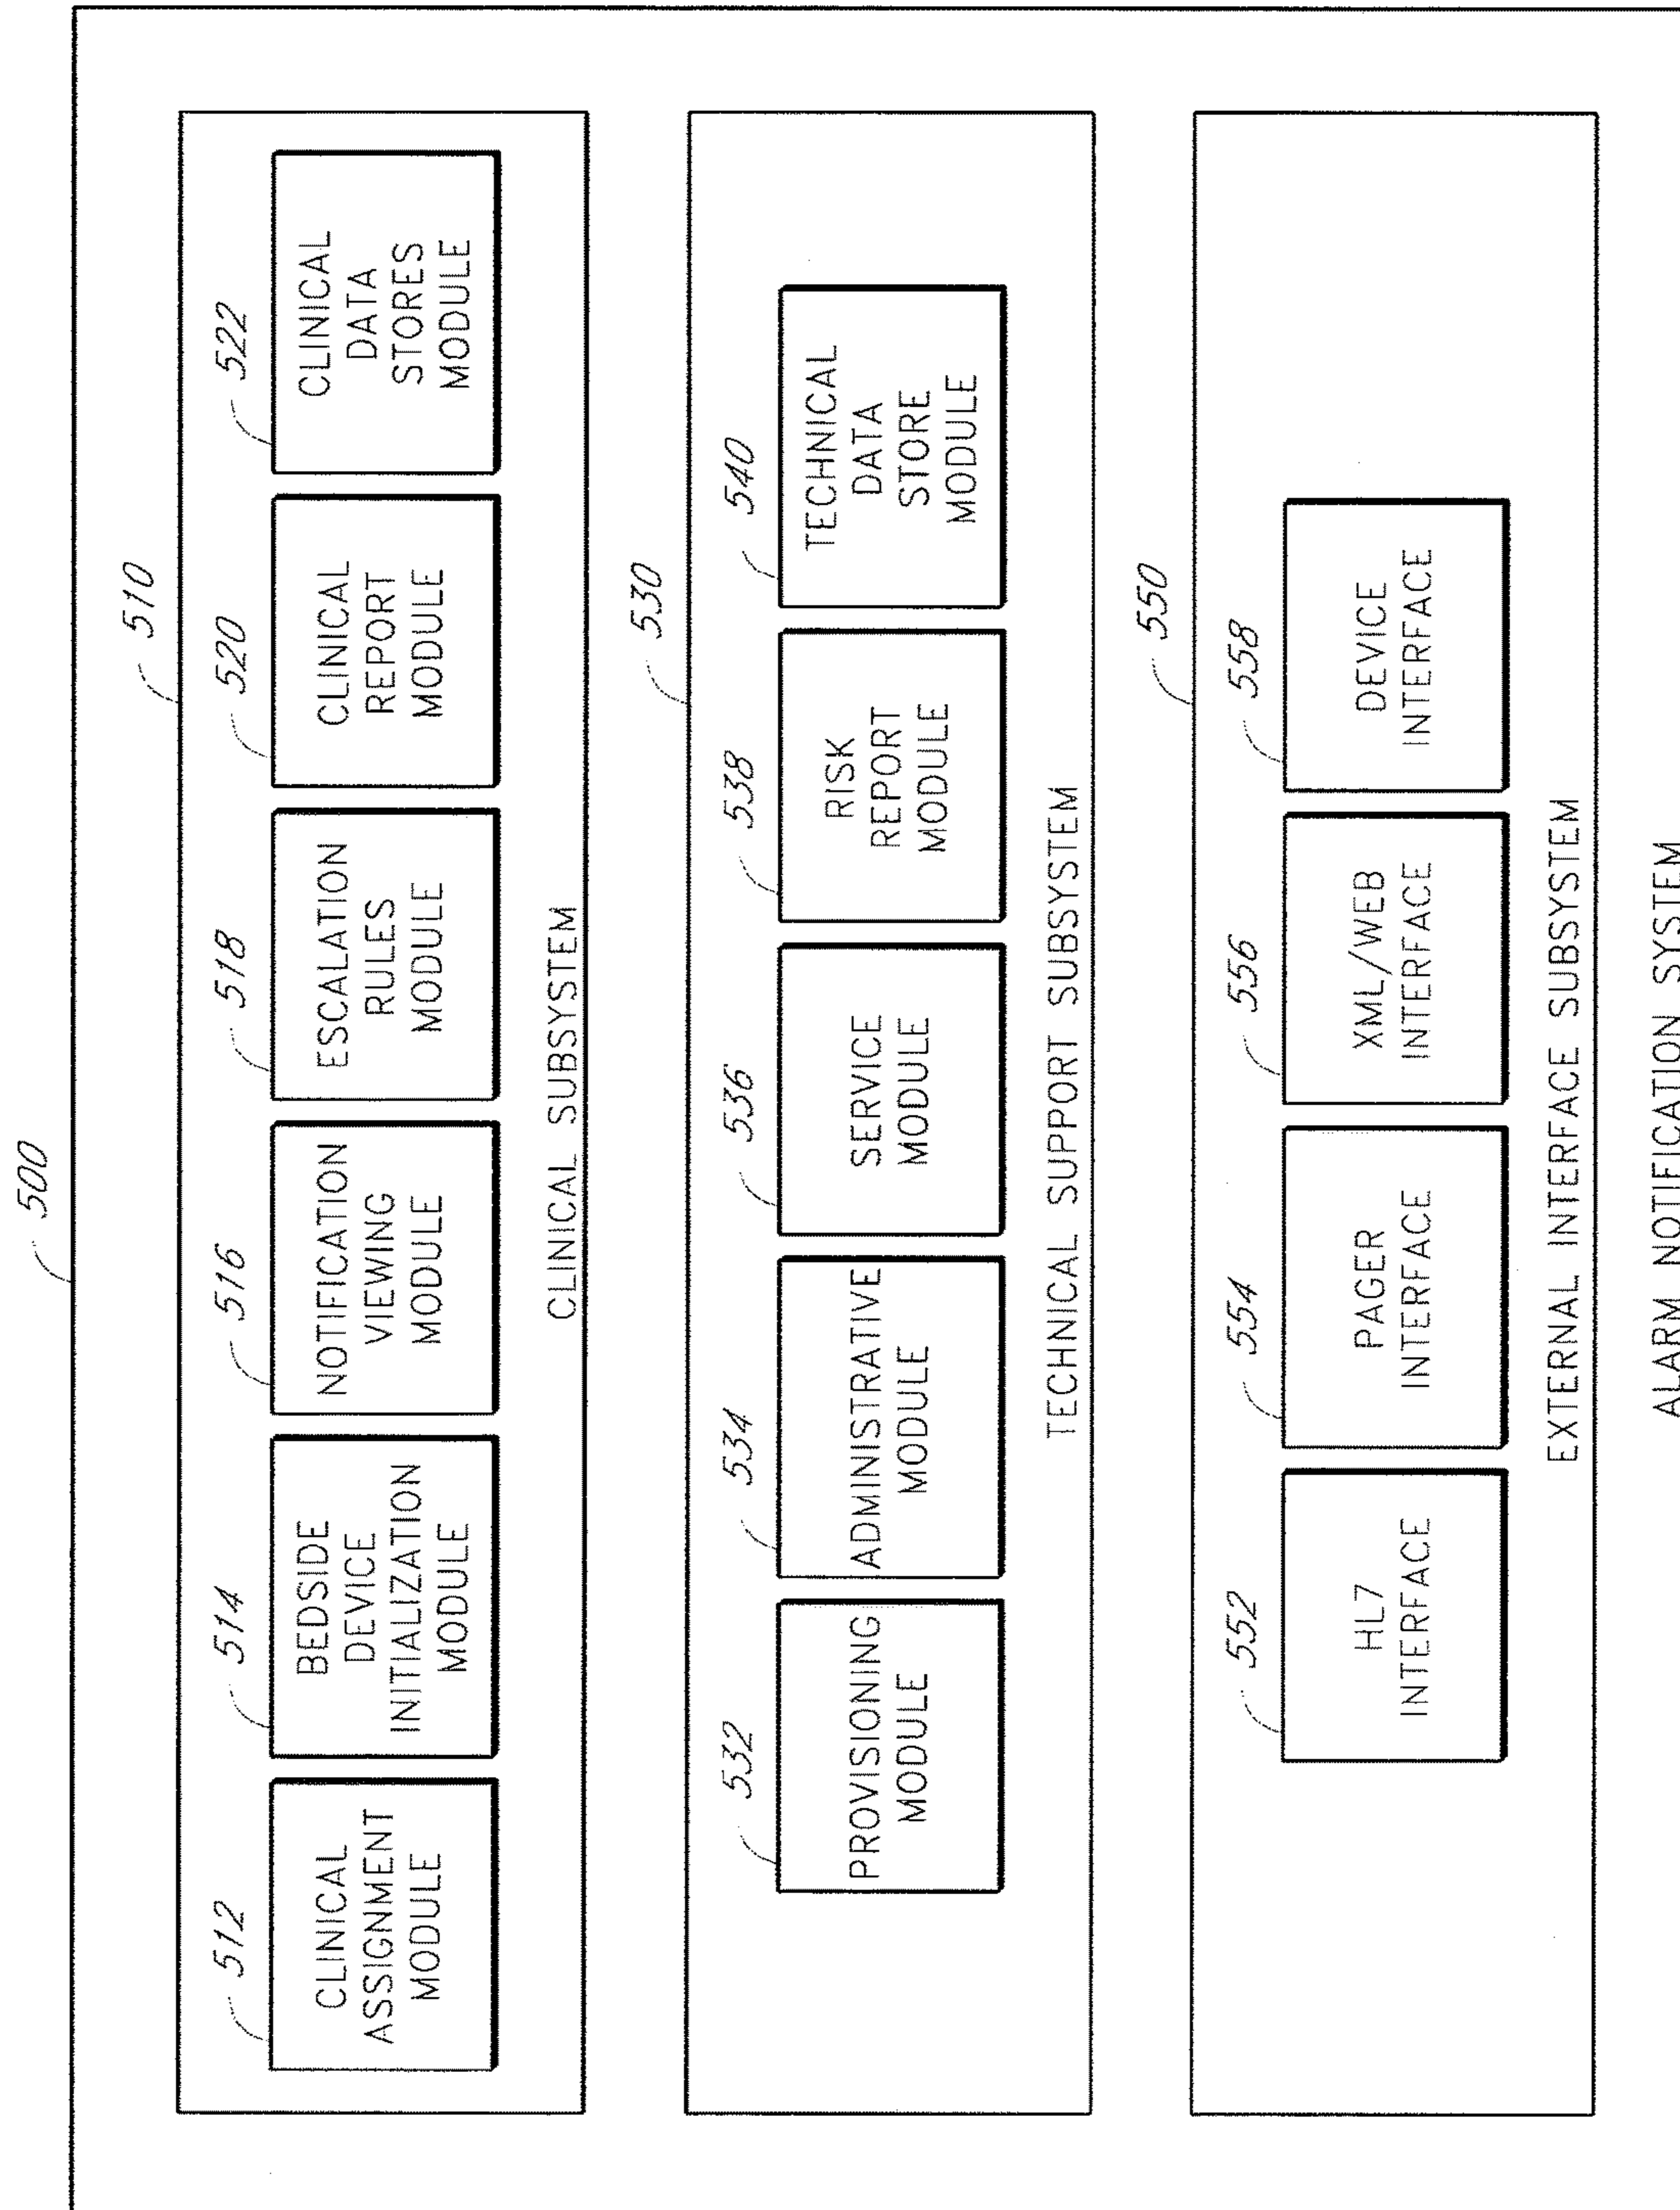 500
510
512
CLINICAL
ASSIGNMENT
MODULE
514
BEDSIDE
DEVICE
INITIALIZATION
MODULE
516
NOTIFICATION
VIEWING
MODULE
518
ESCALATION
RULES
MODULE
520
CLINICAL
REPORT
MODULE
522
CLINICAL
DATA
STORES
MODULE
CLINICAL SUBSYSTEM
530
532
PROVISIONING
MODULE
534
ADMINISTRATIVE
MODULE
536
SERVICE
MODULE
538
RISK
REPORT
MODULE
540
TECHNICAL
DATA
STORE
MODULE
TECHNICAL SUPPORT SUBSYSTEM
550
552
HL7
INTERFACE
554
PAGER
INTERFACE
556
XML/WEB
INTERFACE
558
DEVICE
INTERFACE
EXTERNAL INTERFACE SUBSYSTEM
ALARM NOTIFICATION SYSTEM